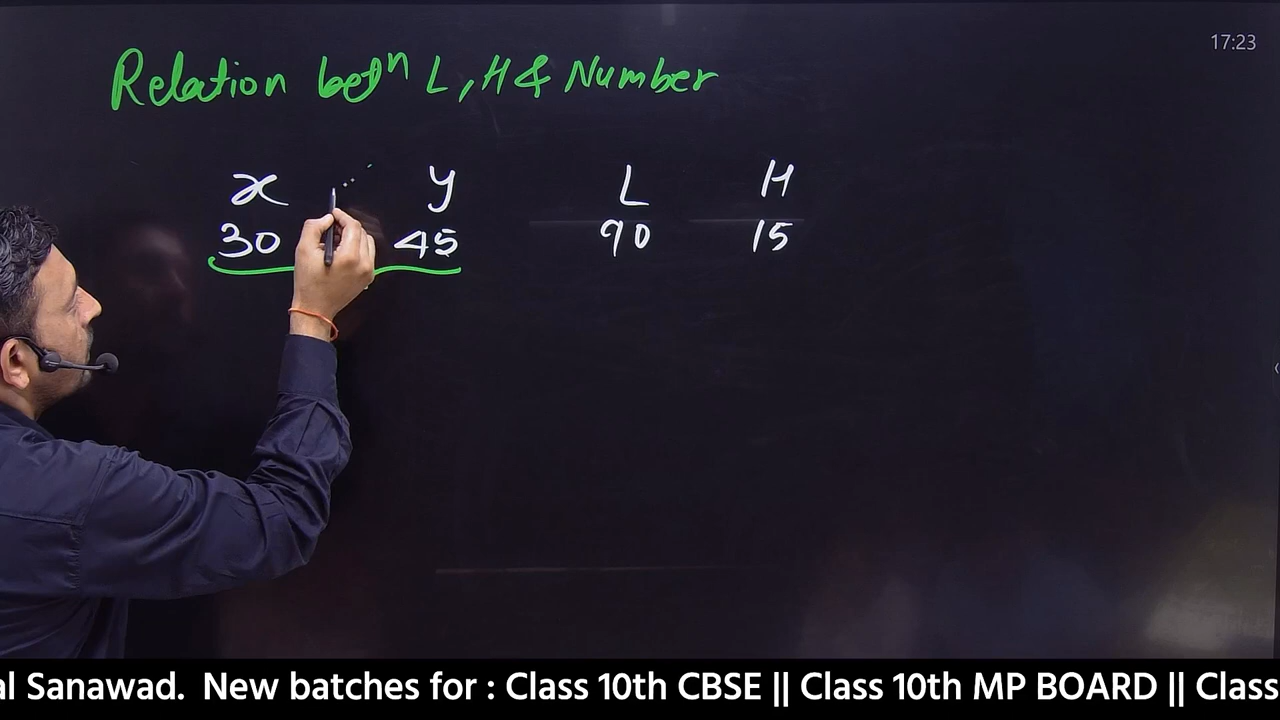 17:23
Relation betn L, H & Number
x y L H
30 45 90 15
al Sanawad. New batches for : Class 10th CBSE || Class 10th MP BOARD || Class